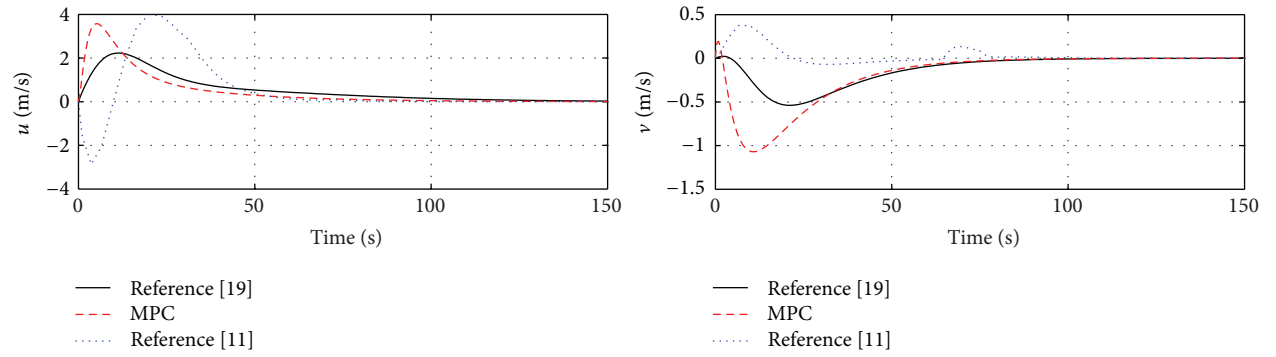 4
2
0
−2
−4
u (m/s)
0
50
100
150
Time (s)
Reference [19]
MPC
Reference [11]
0.5
0
−0.5
−1
−1.5
v (m/s)
0
50
100
150
Time (s)
Reference [19]
MPC
Reference [11]